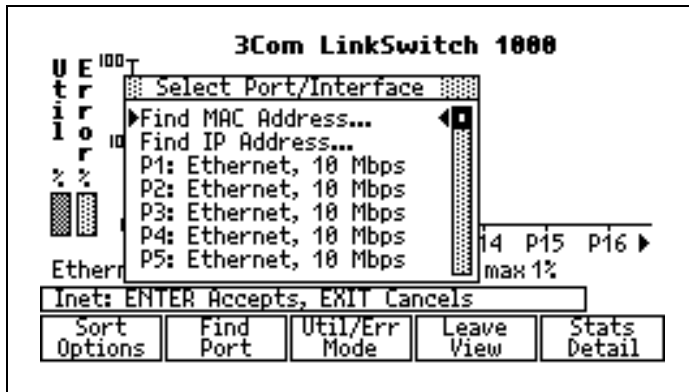 3Com LinkSwitch 1000
Util % Error %
100
Select Port/Interface
Find MAC Address...
Find IP Address...
P1: Ethernet, 10 Mbps
P2: Ethernet, 10 Mbps
P3: Ethernet, 10 Mbps
P4: Ethernet, 10 Mbps
P5: Ethernet, 10 Mbps
P15 P16
max 1%
Inet: ENTER Accepts, EXIT Cancels
Sort Options
Find Port
Util/Err Mode
Leave View
Stats Detail